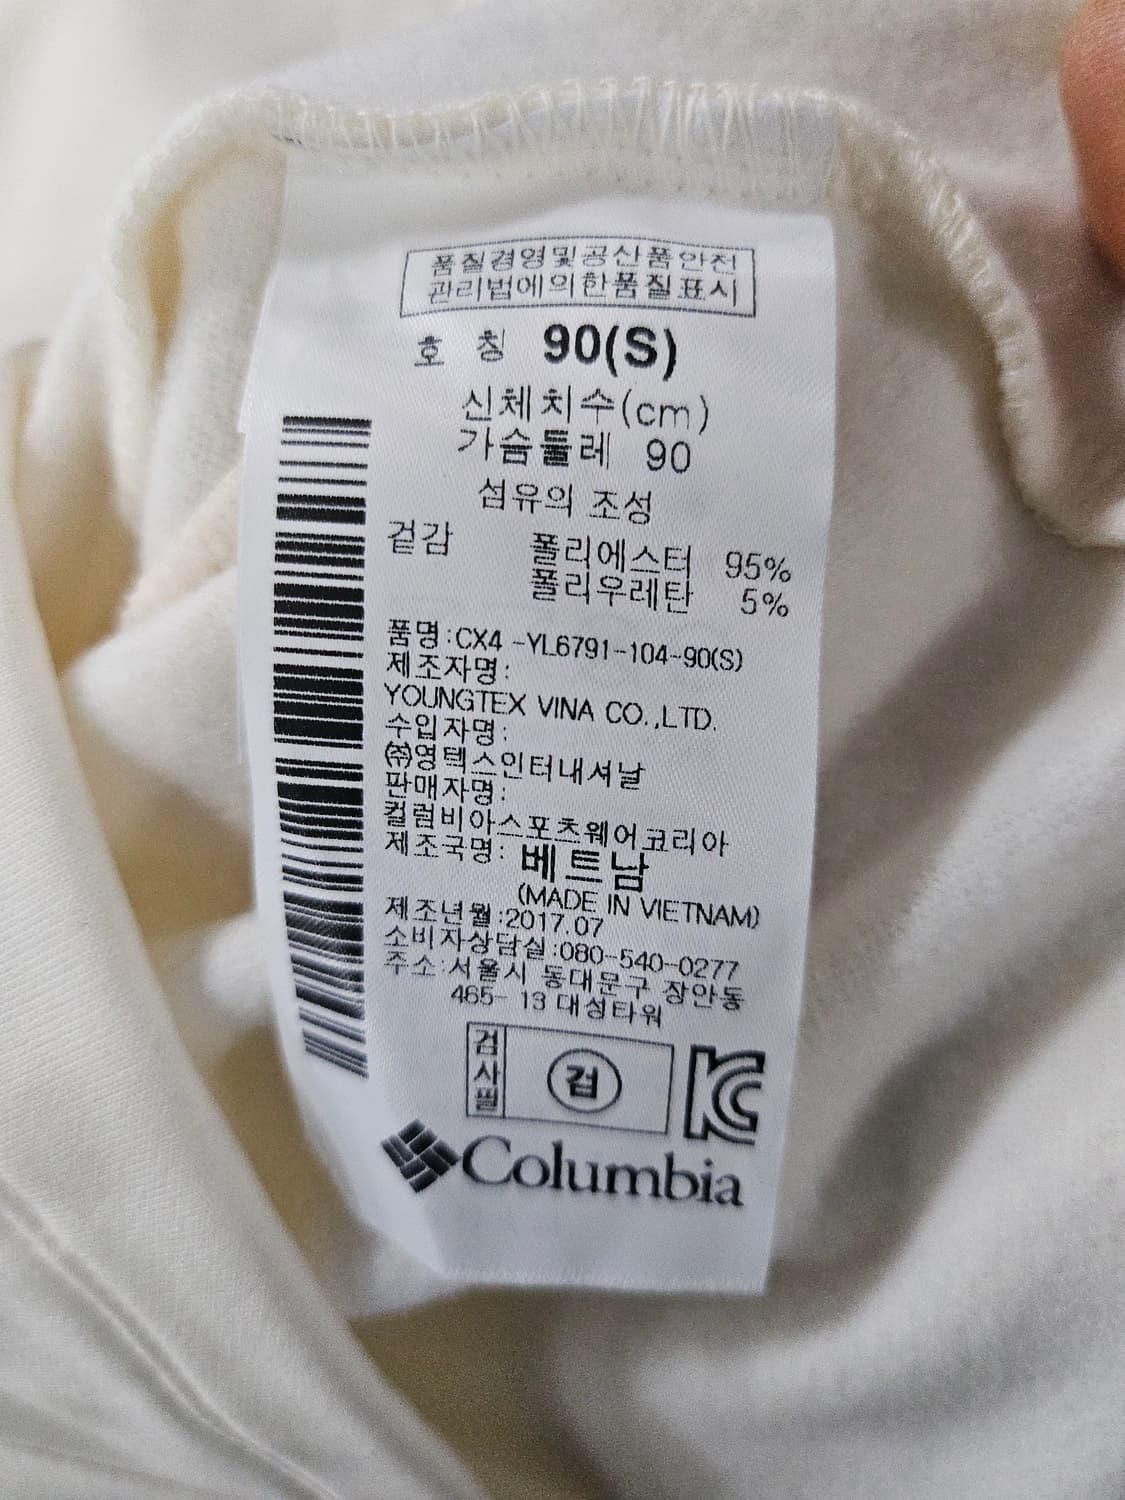 품질경영및공산품안전
관리법에의한품질표시
호 칭 90(S)
신체치수(cm)
가슴둘레 90
섬유의 조성
겉감 폴리에스터 95%
폴리우레탄 5%
품명:CX4 -YL6791-104-90(S)
제조자명:
YOUNGTEX VINA CO.,LTD.
수입자명:
㈜영텍스인터내셔날
판매자명:
컬럼비아스포츠웨어코리아
제조국명: 베트남
(MADE IN VIETNAM)
제조년월:2017.07
소비자상담실:080-540-0277
주소:서울시 동대문구 장안동
465- 13 대성타워
검사필 검
KC
Columbia